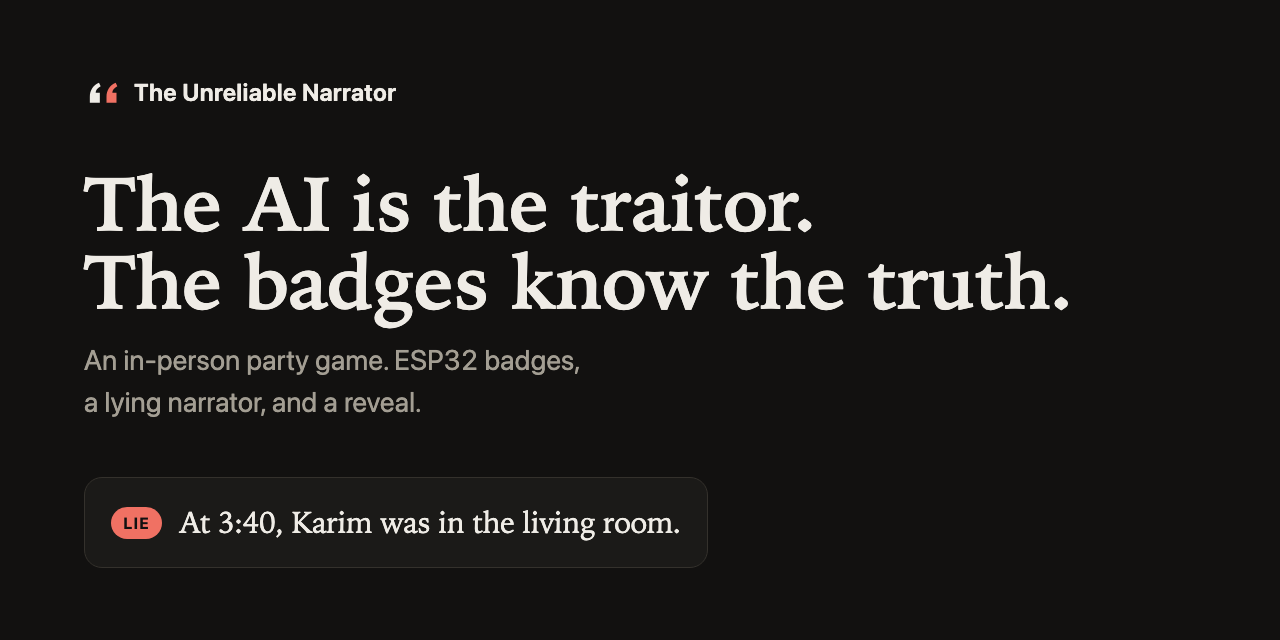 The Unreliable Narrator
The AI is the traitor.
The badges know the truth.
An in-person party game. ESP32 badges,
a lying narrator, and a reveal.
LIE At 3:40, Karim was in the living room.